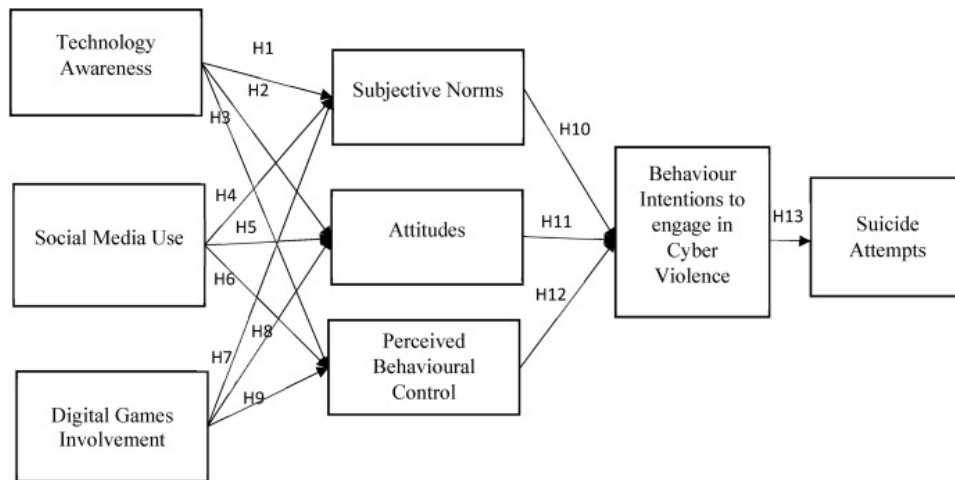 Technology
Awareness
H1
H2
H3
Subjective Norms
H10
Social Media Use
H4
H5
H6
Attitudes
H11
Behaviour
Intentions to
engage in
Cyber
Violence
H13
Suicide
Attempts
H12
Digital Games
Involvement
H7
H8
H9
Perceived
Behavioural
Control